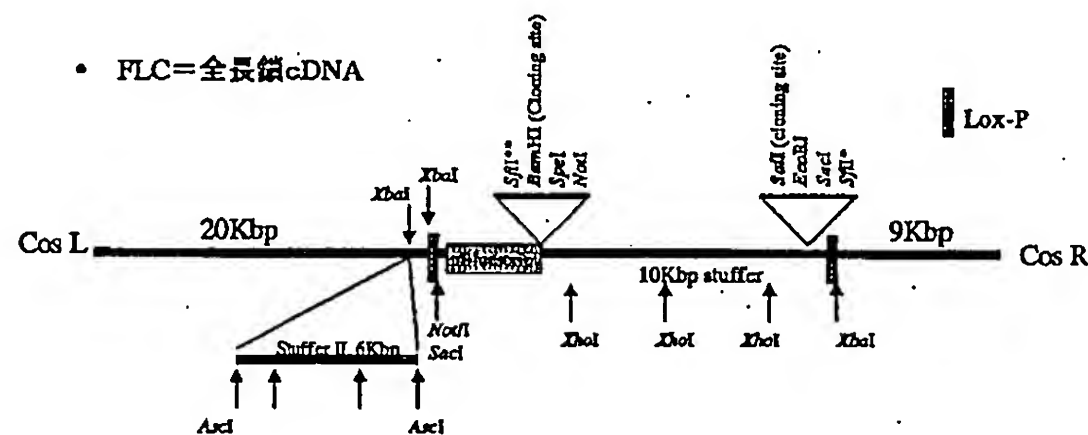 • FLC=全長鎖cDNA
SfiI**
BamHI (Cloning site)
SpeI
NotI
SalI (cloning site)
EcoRI
SacI
SfiI*
Lox-P
XbaI
XbaI
Cos L
20Kbp
9Kbp
Cos R
10Kbp stuffer
SacI
XhoI
XhoI
XhoI
XbaI
Stuffer II 6Kbp
AscI
AscI